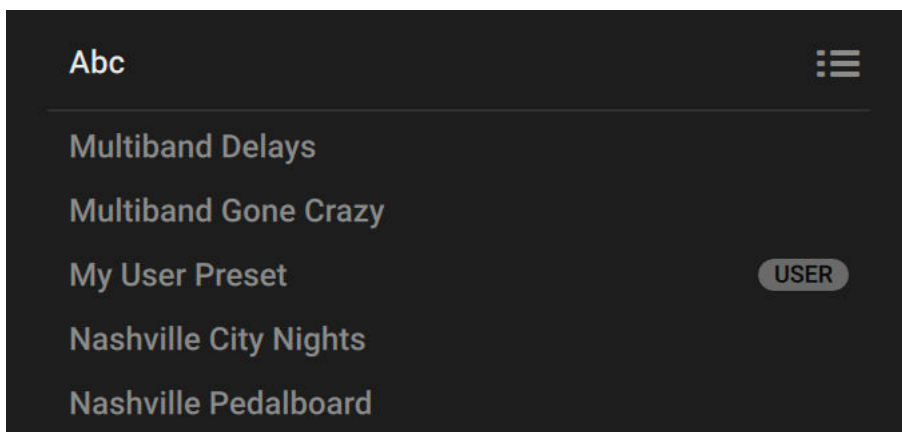 Abc
Multiband Delays
Multiband Gone Crazy
My User Preset USER
Nashville City Nights
Nashville Pedalboard